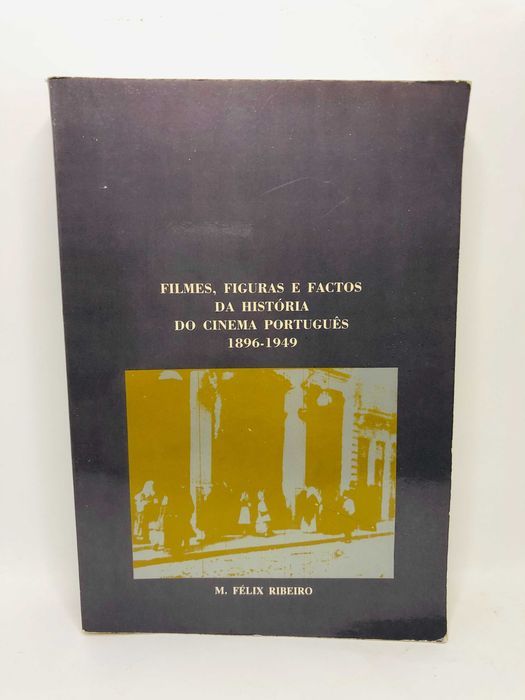 FILMES, FIGURAS E FACTOS
DA HISTÓRIA
DO CINEMA PORTUGUÊS
1896-1949
M. FÉLIX RIBEIRO